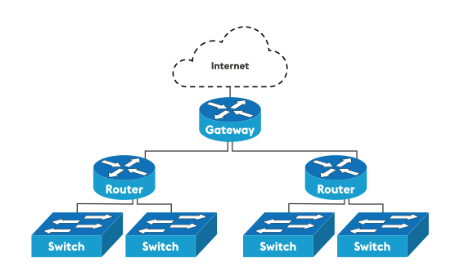 Internet
Gateway
Router
Router
Switch
Switch
Switch
Switch